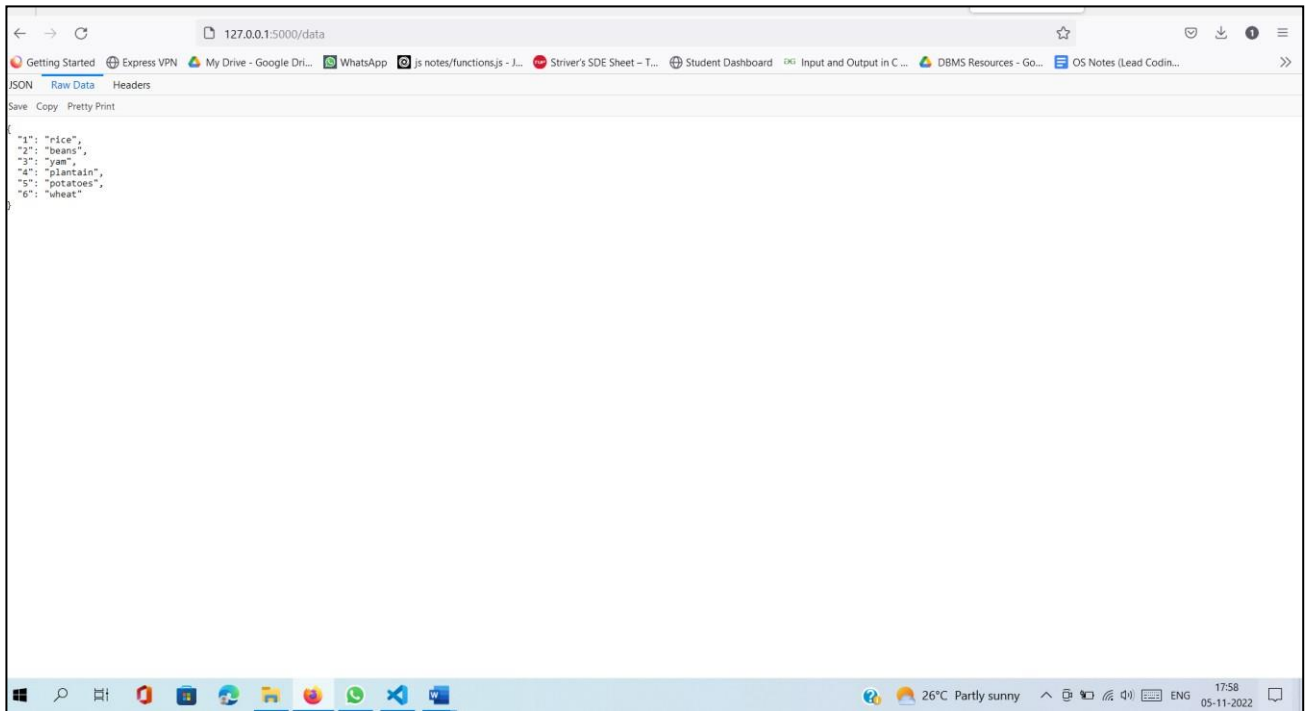 127.0.0.1:5000/data
1
Getting Started Express VPN My Drive - Google Dri... WhatsApp js notes/functions.js - J... Striver's SDE Sheet – T... Student Dashboard Input and Output in C ... DBMS Resources - Go... OS Notes (Lead Codin...
JSON Raw Data Headers
Save Copy Pretty Print
{
"1": "rice",
"2": "beans",
"3": "yam",
"4": "plantain",
"5": "potatoes",
"6": "wheat"
}
26°C Partly sunny ENG 17:58
05-11-2022